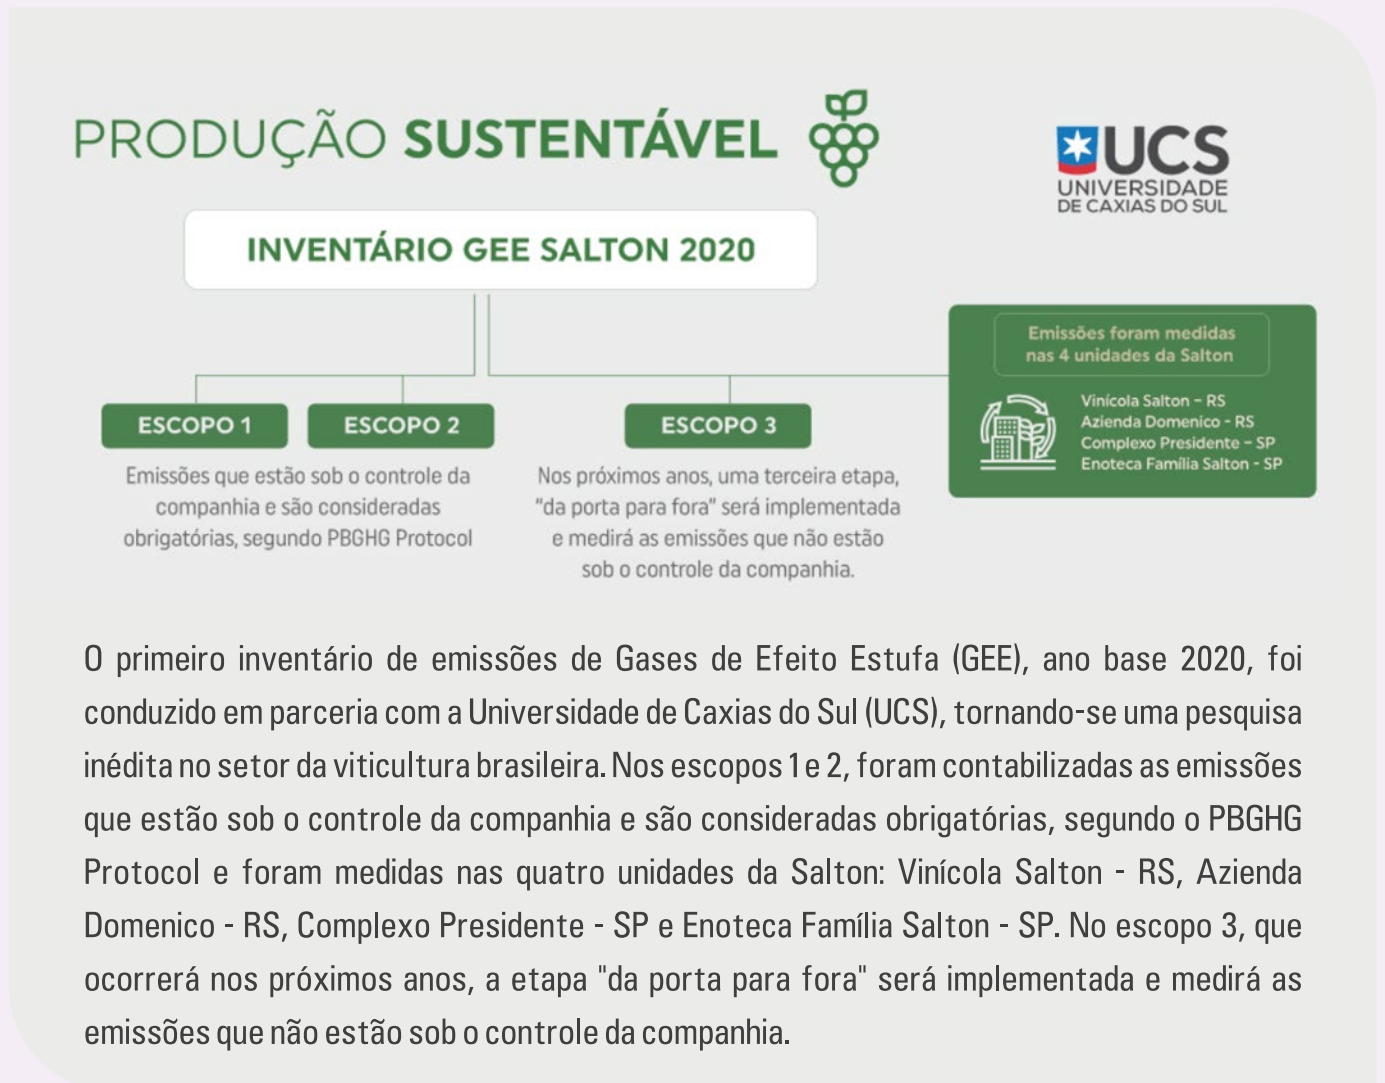 PRODUÇÃO SUSTENTÁVEL
UCS
UNIVERSIDADE
DE CAXIAS DO SUL
INVENTÁRIO GEE SALTON 2020
Emissões foram medidas
nas 4 unidades da Salton
Vinícola Salton – RS
Azienda Domenico - RS
Complexo Presidente – SP
Enoteca Família Salton - SP
ESCOPO 1
ESCOPO 2
Emissões que estão sob o controle da
companhia e são consideradas
obrigatórias, segundo PBGHG Protocol
ESCOPO 3
Nos próximos anos, uma terceira etapa,
“da porta para fora” será implementada
e medirá as emissões que não estão
sob o controle da companhia.
O primeiro inventário de emissões de Gases de Efeito Estufa (GEE), ano base 2020, foi
conduzido em parceria com a Universidade de Caxias do Sul (UCS), tornando-se uma pesquisa
inédita no setor da viticultura brasileira. Nos escopos 1 e 2, foram contabilizadas as emissões
que estão sob o controle da companhia e são consideradas obrigatórias, segundo o PBGHG
Protocol e foram medidas nas quatro unidades da Salton: Vinícola Salton - RS, Azienda
Domenico - RS, Complexo Presidente - SP e Enoteca Família Salton - SP. No escopo 3, que
ocorrerá nos próximos anos, a etapa "da porta para fora" será implementada e medirá as
emissões que não estão sob o controle da companhia.